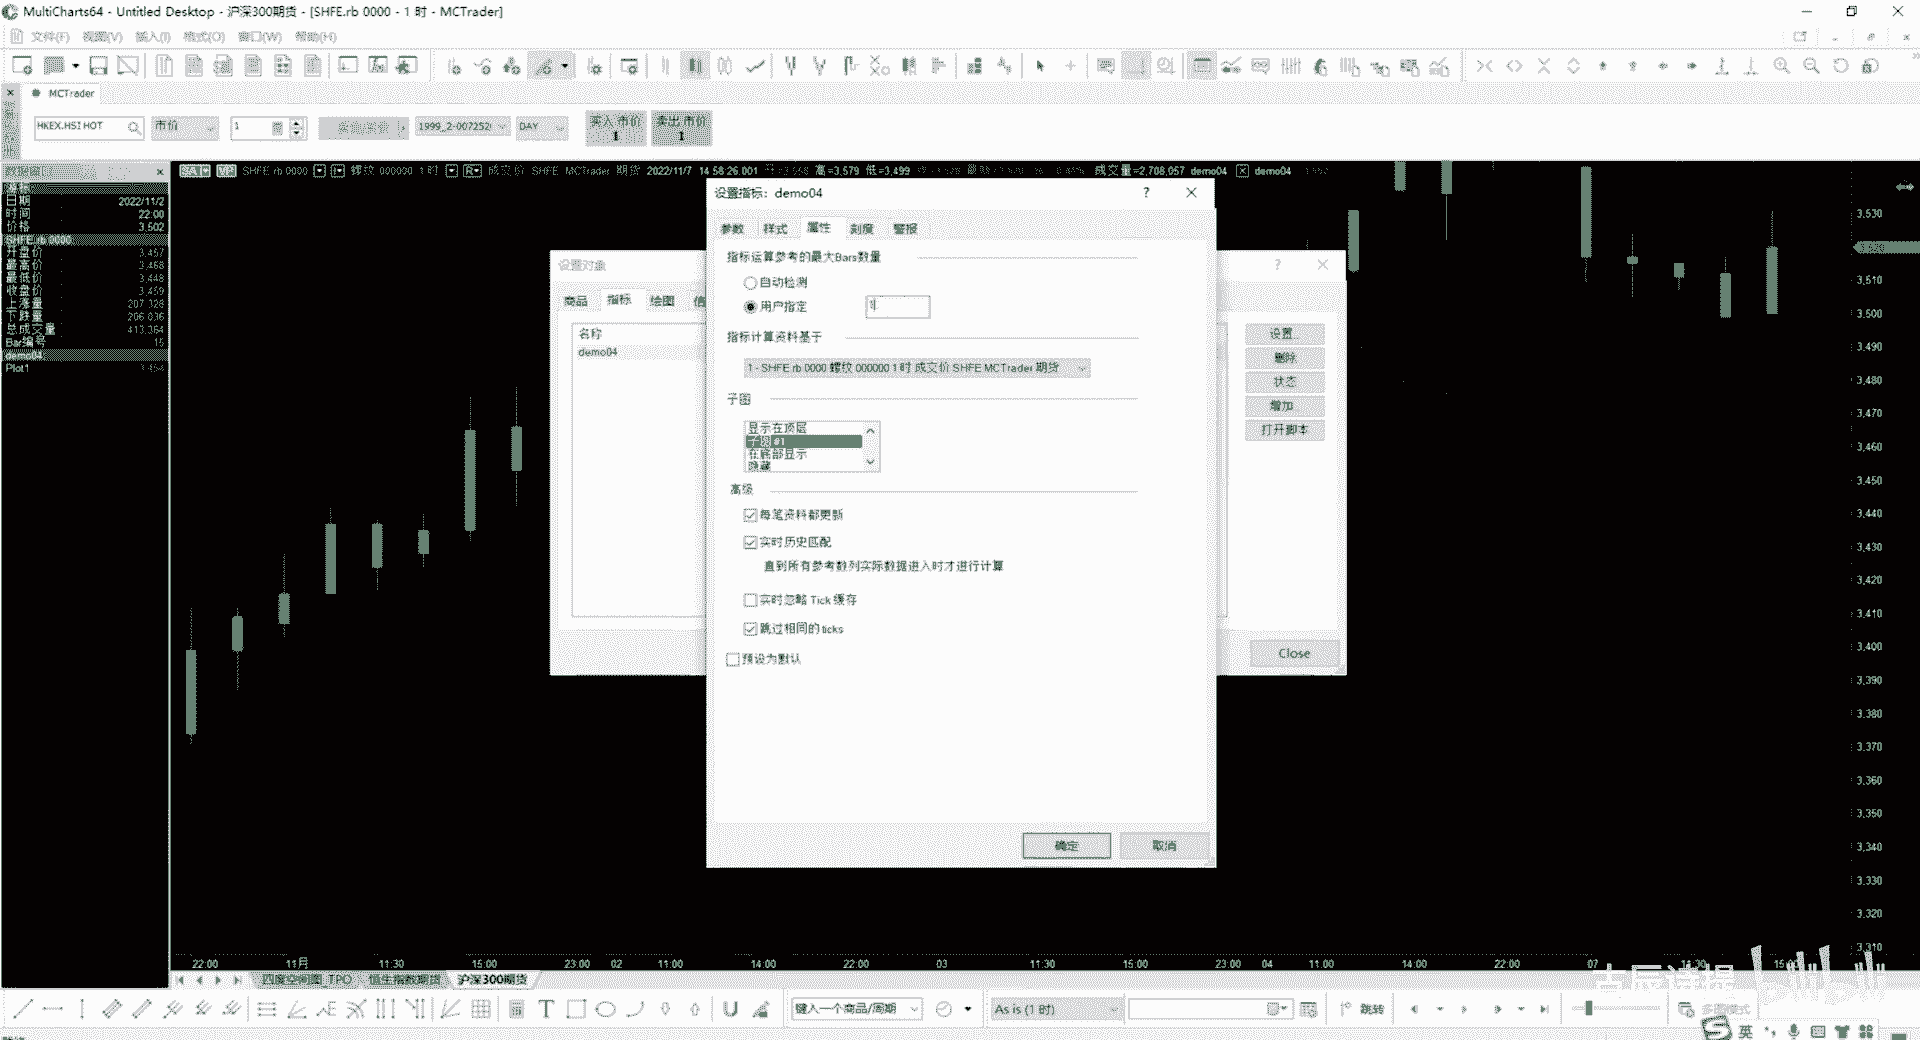 MultiCharts64 - Untitled Desktop - 沪深300期货 - [SHFE.rb 0000 - 1 时 - MCTrader]
文件(F) 视图(V) 插入(I) 格式(O) 窗口(W) 帮助(H)
MCTrader
HKEX.HSI HOT 市价 1 1999_2-007252 DAY 买入 市价 1 卖出 市价 1
SHFE rb 0000 螺纹 000000 1 时 成交价 SHFE MCTrader 期货 2022/11/7 14:58:26.001 高=3,579 低=3,499 成交量=2,708,057 demo04 demo04
日期 2022/11/2
时间 22:00
价格 3,502
SHFE.rb 0000
开盘价 3,457
最高价 3,468
最低价 3,448
收盘价 3,459
上涨量 207,328
下跌量 206,036
总成交量 413,364
Bar编号 15
demo04
Plot1 3,454
设置对象
商品 指标 绘图
名称
demo04
设置
删除
状态
增加
打开脚本
Close
设置指标: demo04
参数 样式 属性 刻度 警报
指标运算参考的最大Bars数量
自动检测
用户指定
指标计算资料基于
1 - SHFE rb 0000 螺纹 000000 1 时 成交价 SHFE MCTrader 期货
子图
显示在顶层
子图 #1
在底部显示
隐藏
高级
每笔资料都更新
实时历史匹配
直到所有参考数列实际数据进入时才进行计算
实时忽略 Tick 缓存
跳过相同的ticks
预设为默认
确定 取消
3,530
3,520
3,510
3,500
3,490
3,480
3,470
3,460
3,450
3,440
3,430
3,420
3,410
3,400
3,390
3,380
3,370
3,360
3,350
3,340
3,330
3,320
3,310
22:00 11月 11:30 15:00 23:00 02 11:00 14:00 22:00 03 11:30 15:00 23:00 04 11:00 14:00 22:00 07
四度空间图_TPO 恒生指数期货 沪深300期货
键入一个商品/周期 As is (1 时) 跳转
英